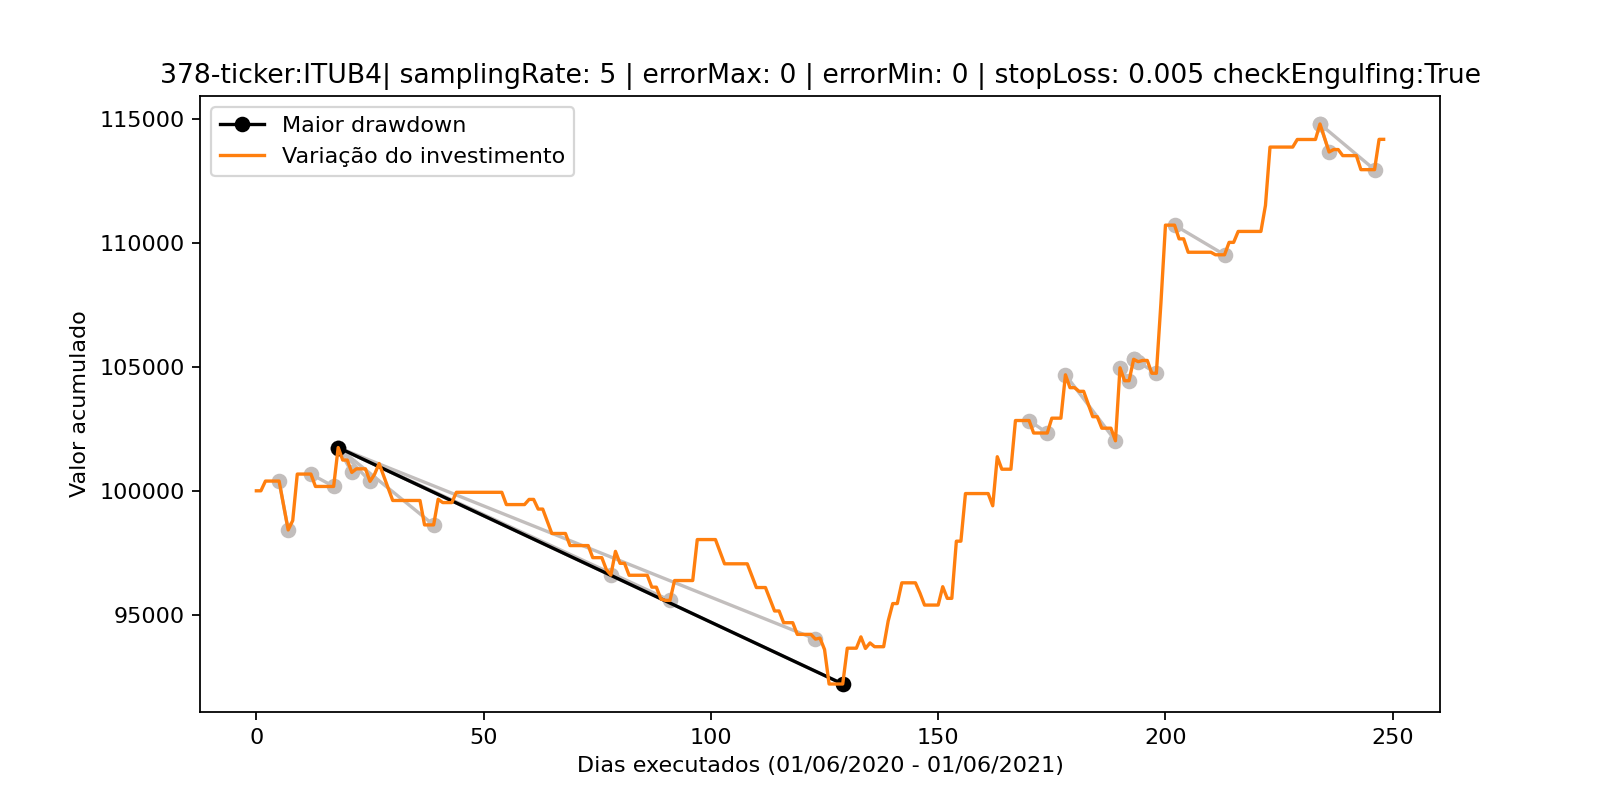 378-ticker:ITUB4| samplingRate: 5 | errorMax: 0 | errorMin: 0 | stopLoss: 0.005 checkEngulfing:True
Maior drawdown
Variação do investimento
Valor acumulado
115000
110000
105000
100000
95000
0 50 100 150 200 250
Dias executados (01/06/2020 - 01/06/2021)